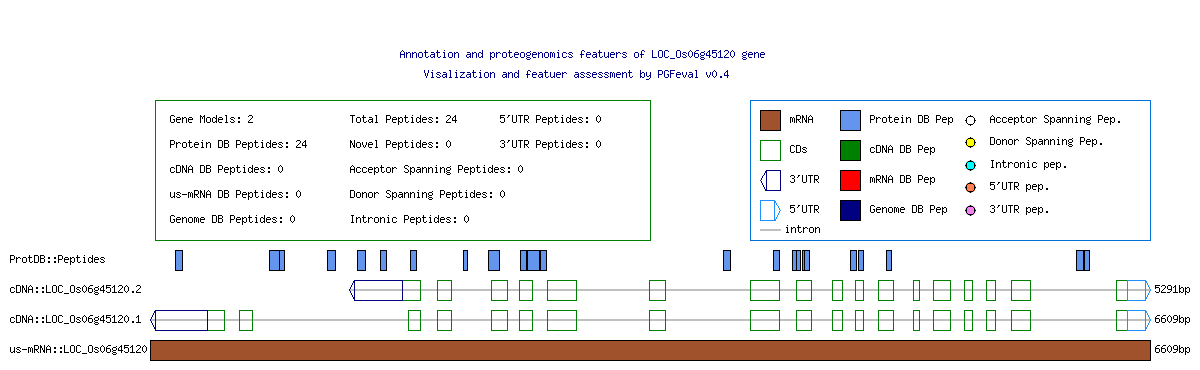 Annotation and proteogenomics featuers of LOC_Os06g45120 gene
Visalization and featuer assessment by PGFeval v0.4
Gene Models: 2
Total Peptides: 24
5'UTR Peptides: 0
Protein DB Peptides: 24
Novel Peptides: 0
3'UTR Peptides: 0
cDNA DB Peptides: 0
Acceptor Spanning Peptides: 0
us-mRNA DB Peptides: 0
Donor Spanning Peptides: 0
Genome DB Peptides: 0
Intronic Peptides: 0
mRNA
Protein DB Pep
Acceptor Spanning Pep.
CDs
cDNA DB Pep
Donor Spanning Pep.
3'UTR
mRNA DB Pep
Intronic pep.
5'UTR
Genome DB Pep
5'UTR pep.
3'UTR pep.
intron
ProtDB::Peptides
cDNA::LOC_Os06g45120.2
5291bp
cDNA::LOC_Os06g45120.1
6609bp
us-mRNA::LOC_Os06g45120
6609bp